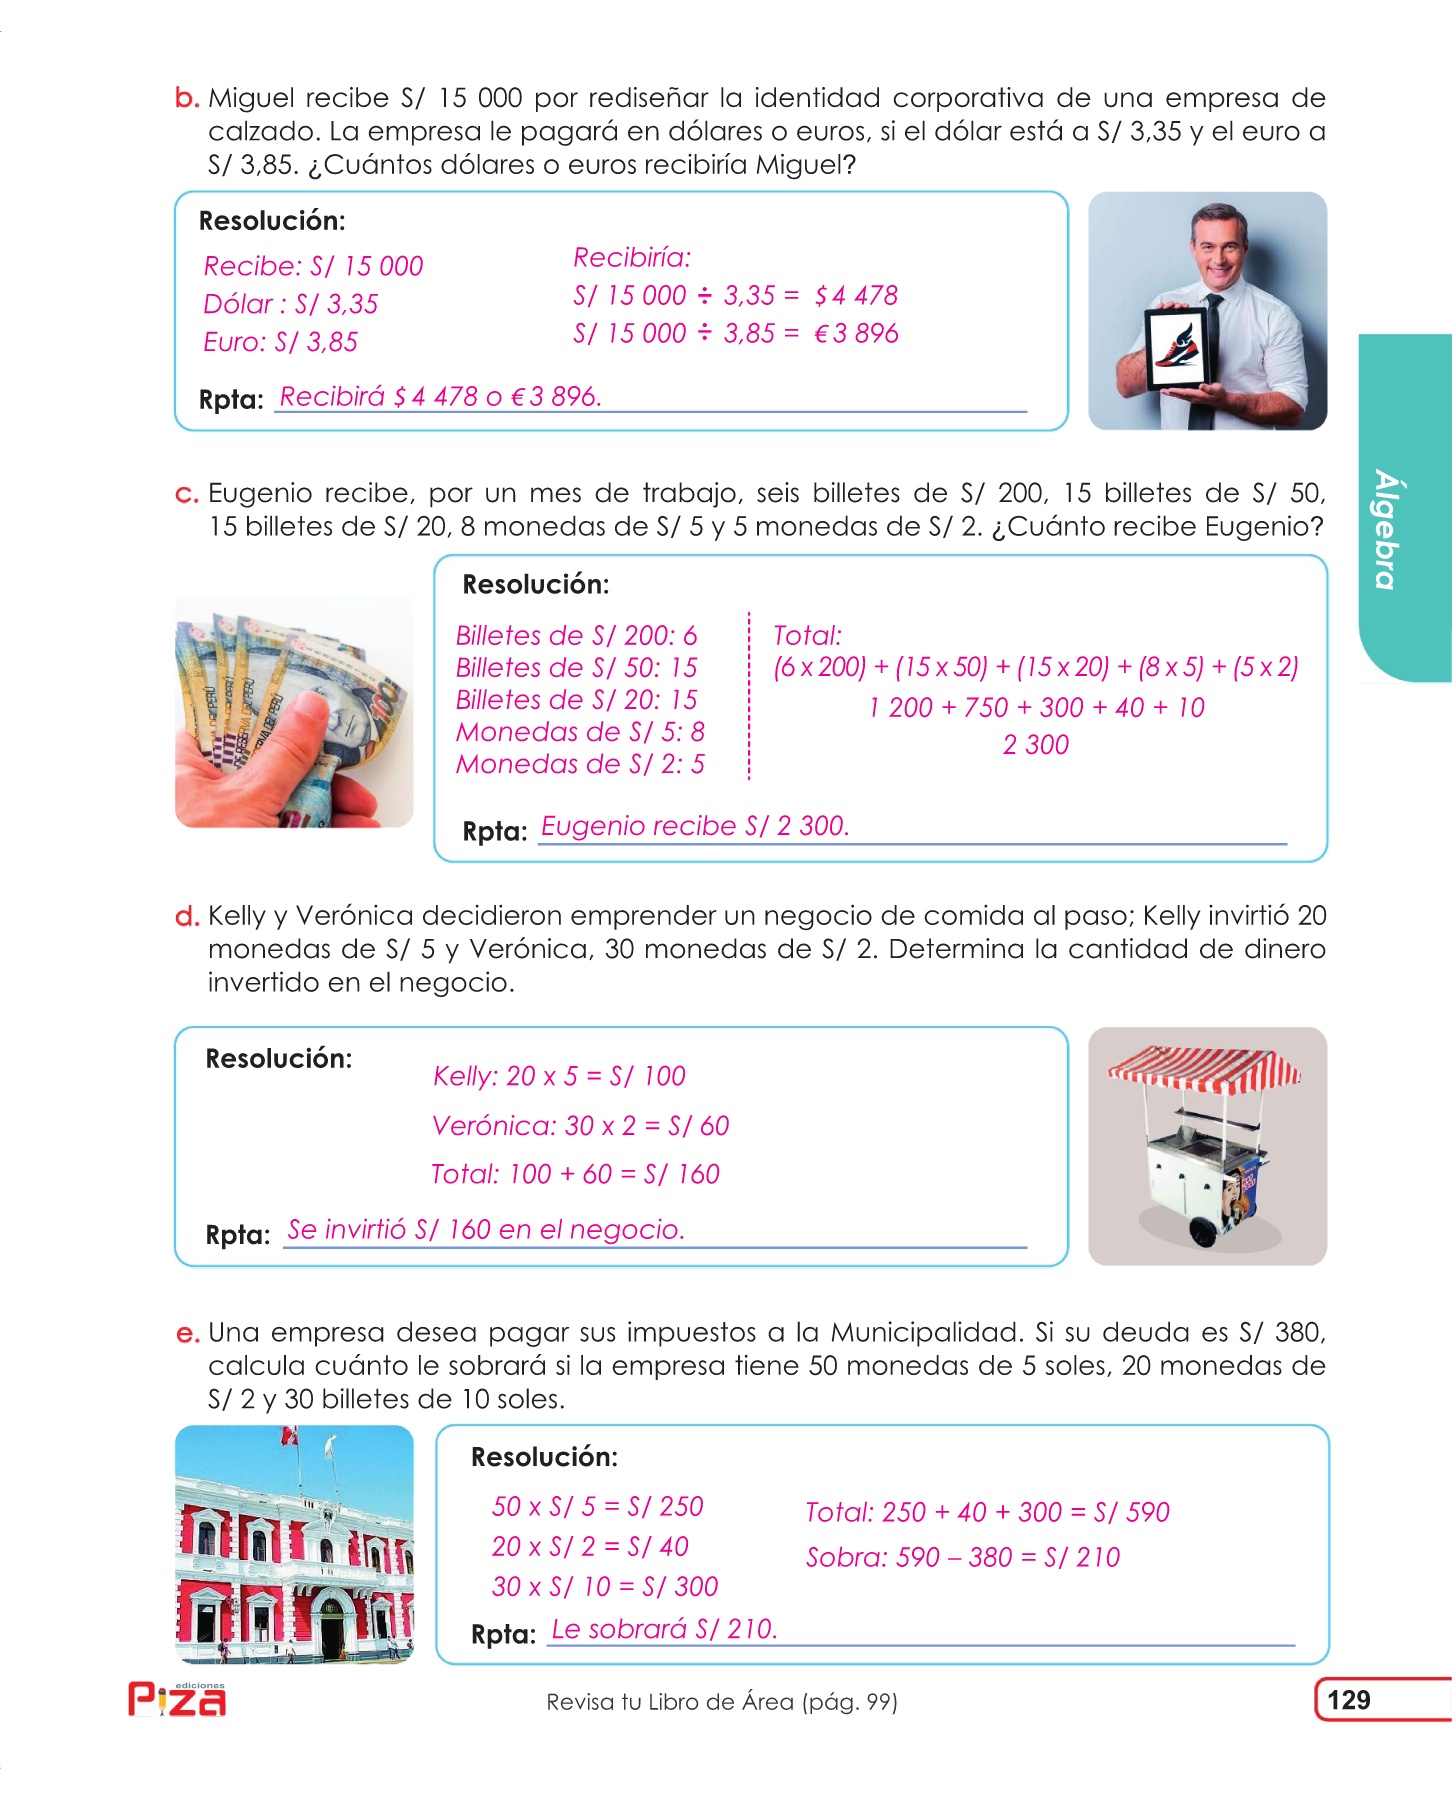 b. Miguel recibe S/ 15 000 por rediseñar la identidad corporativa de una empresa de
calzado. La empresa le pagará en dólares o euros, si el dólar está a S/ 3,35 y el euro a
S/ 3,85. ¿Cuántos dólares o euros recibiría Miguel?
Resolución:
Recibe: S/ 15 000
Dólar : S/ 3,35
Euro: S/ 3,85
Recibiría:
S/ 15 000 ÷ 3,35 = $ 4 478
S/ 15 000 ÷ 3,85 = € 3 896
Rpta: Recibirá $ 4 478 o € 3 896.
Álgebra
c. Eugenio recibe, por un mes de trabajo, seis billetes de S/ 200, 15 billetes de S/ 50,
15 billetes de S/ 20, 8 monedas de S/ 5 y 5 monedas de S/ 2. ¿Cuánto recibe Eugenio?
Resolución:
Billetes de S/ 200: 6
Billetes de S/ 50: 15
Billetes de S/ 20: 15
Monedas de S/ 5: 8
Monedas de S/ 2: 5
Total:
(6 x 200) + (15 x 50) + (15 x 20) + (8 x 5) + (5 x 2)
1 200 + 750 + 300 + 40 + 10
2 300
Rpta: Eugenio recibe S/ 2 300.
d. Kelly y Verónica decidieron emprender un negocio de comida al paso; Kelly invirtió 20
monedas de S/ 5 y Verónica, 30 monedas de S/ 2. Determina la cantidad de dinero
invertido en el negocio.
Resolución:
Kelly: 20 x 5 = S/ 100
Verónica: 30 x 2 = S/ 60
Total: 100 + 60 = S/ 160
Rpta: Se invirtió S/ 160 en el negocio.
e. Una empresa desea pagar sus impuestos a la Municipalidad. Si su deuda es S/ 380,
calcula cuánto le sobrará si la empresa tiene 50 monedas de 5 soles, 20 monedas de
S/ 2 y 30 billetes de 10 soles.
Resolución:
50 x S/ 5 = S/ 250
20 x S/ 2 = S/ 40
30 x S/ 10 = S/ 300
Total: 250 + 40 + 300 = S/ 590
Sobra: 590 – 380 = S/ 210
Rpta: Le sobrará S/ 210.
ediciones
Piza
Revisa tu Libro de Área (pág. 99)
129